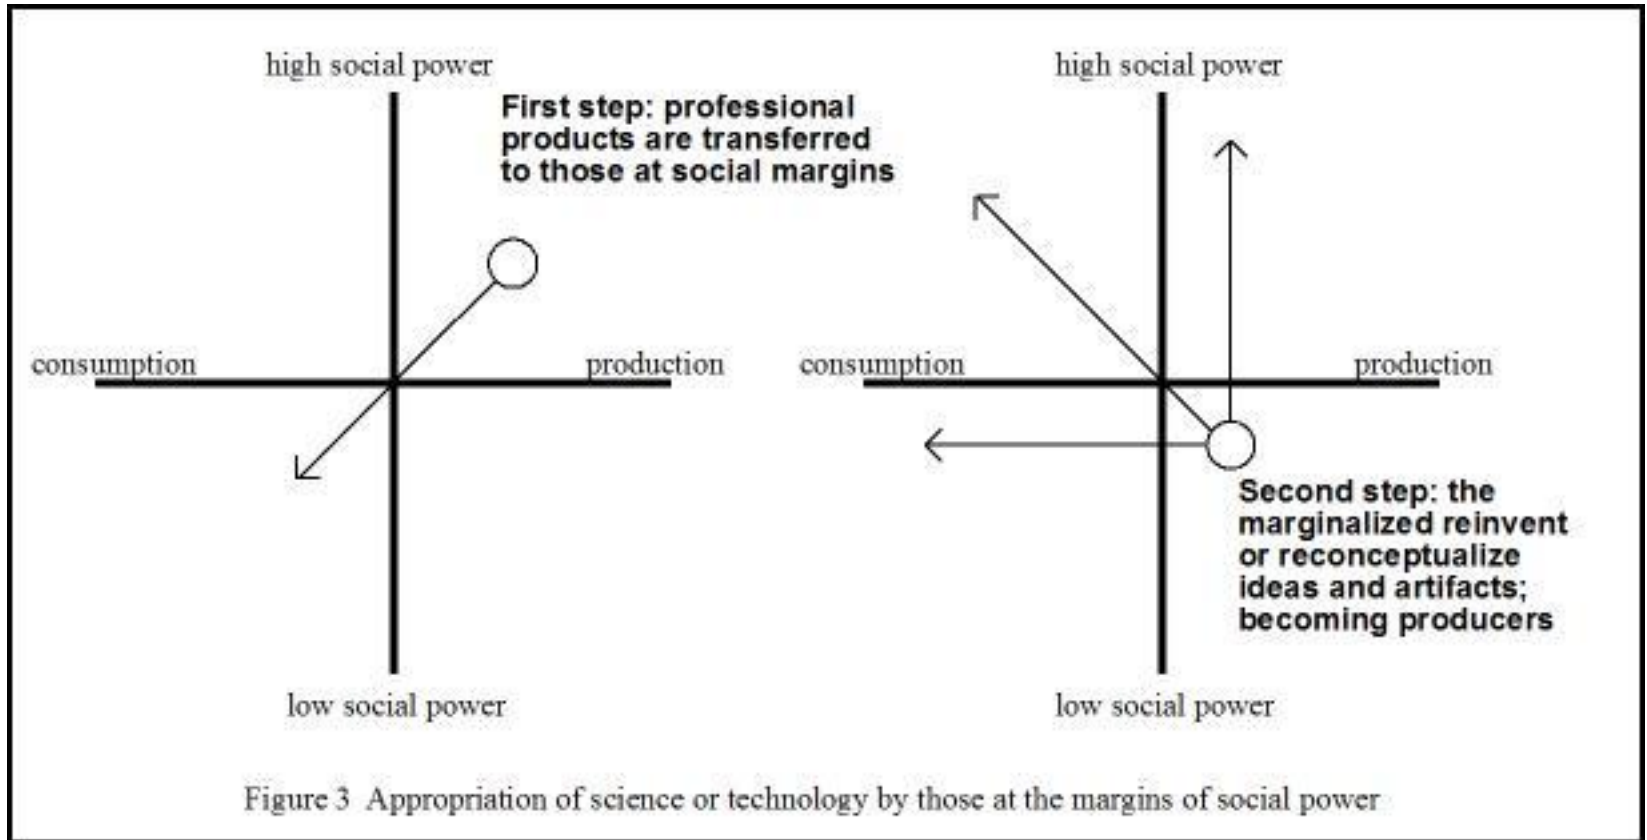 high social power
First step: professional
products are transferred
to those at social margins
consumption
production
low social power
high social power
consumption
production
Second step: the
marginalized reinvent
or reconceptualize
ideas and artifacts;
becoming producers
low social power
Figure 3 Appropriation of science or technology by those at the margins of social power